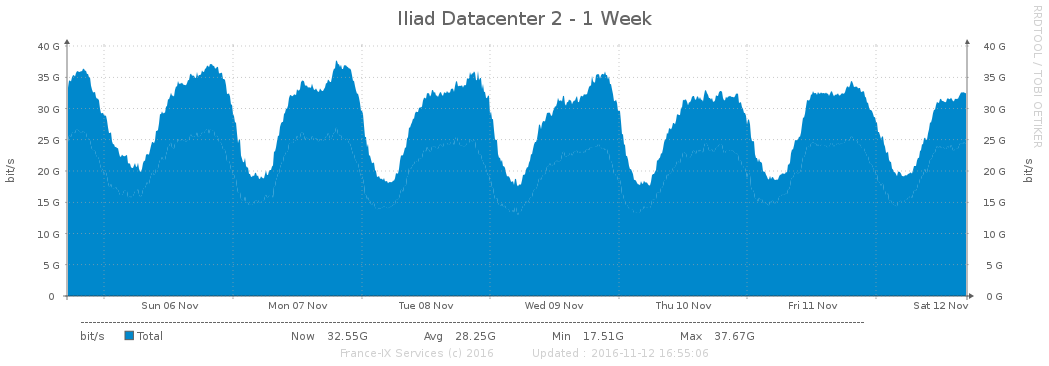 Iliad Datacenter 2 - 1 Week
RRDTOOL / TOBI OETIKER
40 G 40 G
35 G 35 G
30 G 30 G
25 G 25 G
20 G 20 G
15 G 15 G
10 G 10 G
5 G 5 G
0 0 G
bit/s
bit/s
Sun 06 Nov Mon 07 Nov Tue 08 Nov Wed 09 Nov Thu 10 Nov Fri 11 Nov Sat 12 Nov
bit/s Total Now 32.55G Avg 28.25G Min 17.51G Max 37.67G
France-IX Services (c) 2016 Updated : 2016-11-12 16:55:06